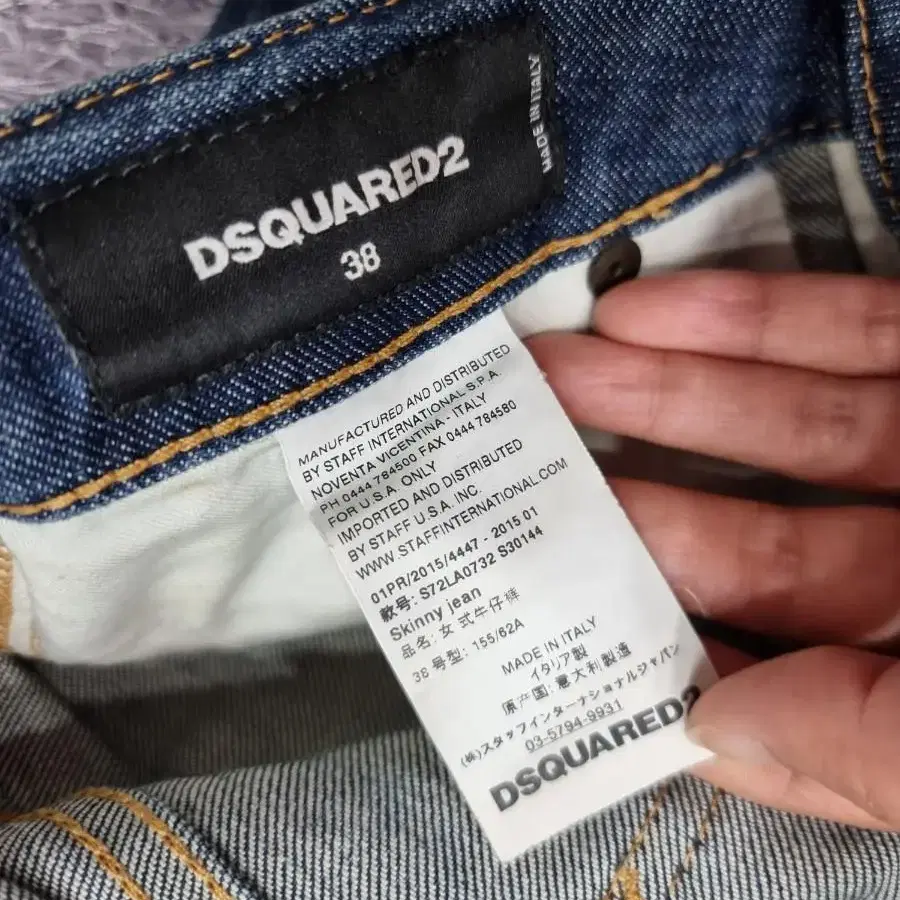 DSQUARED2
38
MADE IN ITALY
MANUFACTURED AND DISTRIBUTED
BY STAFF INTERNATIONAL S.P.A.
NOVENTA VICENTINA - ITALY
PH 0444 784500 FAX 0444 784580
FOR U.S.A. ONLY
IMPORTED AND DISTRIBUTED
BY STAFF U.S.A. INC.
WWW.STAFFINTERNATIONAL.COM
01PR/2015/4447 - 2015 01
款号: S72LA0732 S30144
Skinny jean
品名: 女式牛仔裤
38 号型: 155/62A
MADE IN ITALY
イタリア製
原产国: 意大利製造
(株)スタッフインターナショナルジャパン
03-5794-9931
DSQUARED2